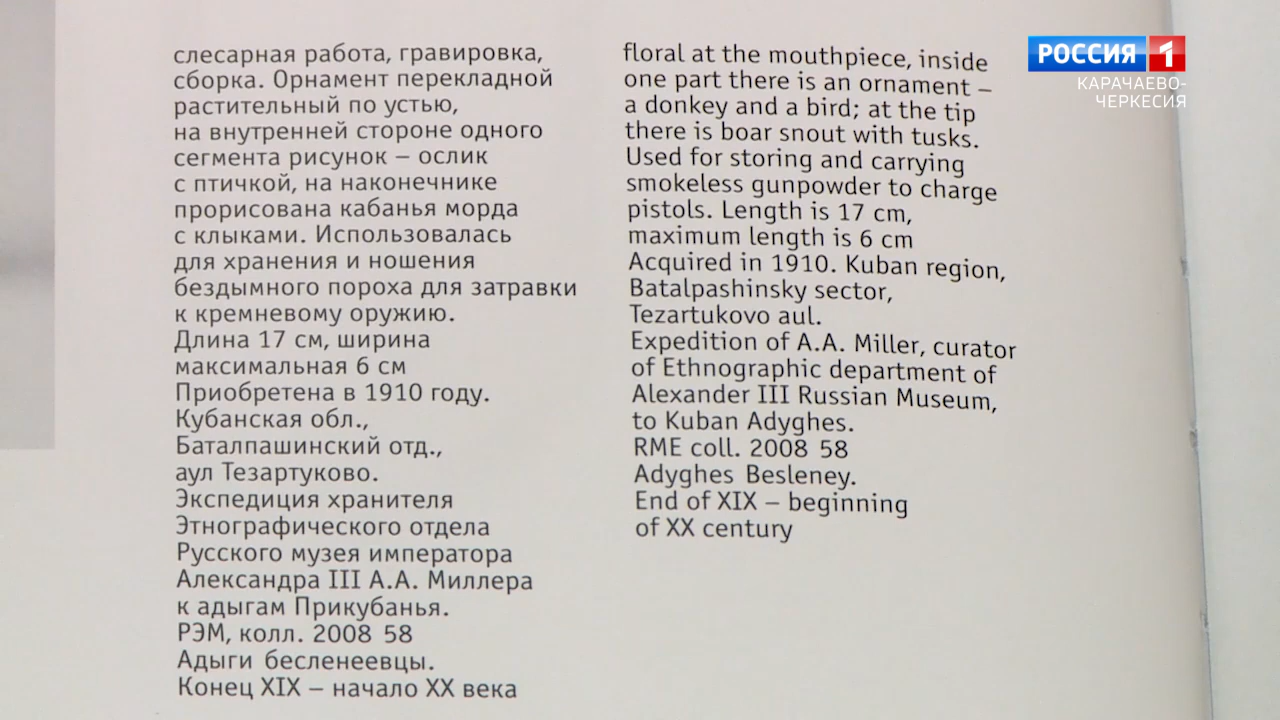 слесарная работа, гравировка,
сборка. Орнамент перекладной
растительный по устью,
на внутренней стороне одного
сегмента рисунок – ослик
с птичкой, на наконечнике
прорисована кабанья морда
с клыками. Использовалась
для хранения и ношения
бездымного пороха для затравки
к кремневому оружию.
Длина 17 см, ширина
максимальная 6 см
Приобретена в 1910 году.
Кубанская обл.,
Баталпашинский отд.,
аул Тезартуково.
Экспедиция хранителя
Этнографического отдела
Русского музея императора
Александра III А.А. Миллера
к адыгам Прикубанья.
РЭМ, колл. 2008 58
Адыги бесленеевцы.
Конец XIX – начало XX века
floral at the mouthpiece, inside
one part there is an ornament –
a donkey and a bird; at the tip
there is boar snout with tusks.
Used for storing and carrying
smokeless gunpowder to charge
pistols. Length is 17 cm,
maximum length is 6 cm
Acquired in 1910. Kuban region,
Batalpashinsky sector,
Tezartukovo aul.
Expedition of A.A. Miller, curator
of Ethnographic department of
Alexander III Russian Museum,
to Kuban Adyghes.
RME coll. 2008 58
Adyghes Besleney.
End of XIX – beginning
of XX century
РОССИЯ 1
КАРАЧАЕВО-
ЧЕРКЕСИЯ